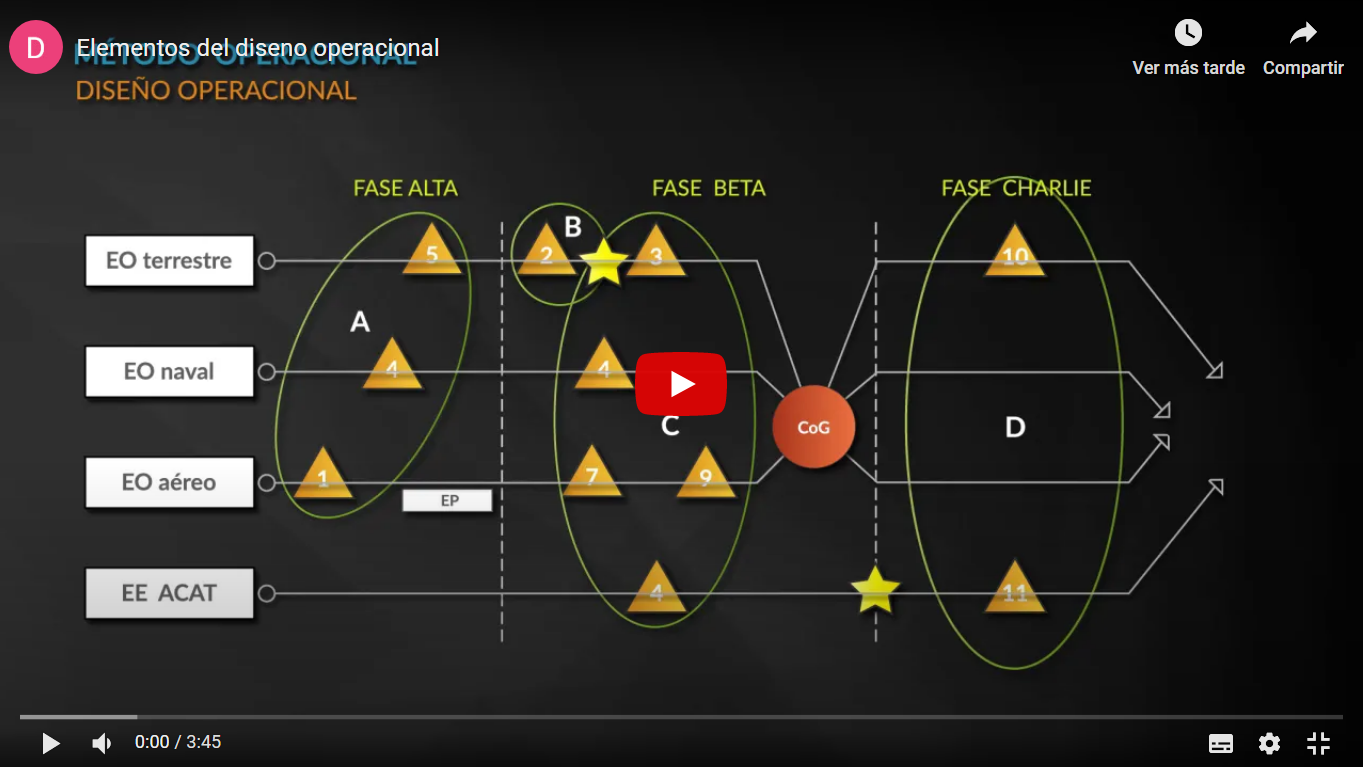 D
Elementos del diseno operacional
MÉTODO OPERACIONAL
DISEÑO OPERACIONAL
Ver más tarde
Compartir
FASE ALTA
FASE BETA
FASE CHARLIE
EO terrestre
5
2
B
3
10
A
EO naval
4
4
C
CoG
D
EO aéreo
1
EP
7
9
EE ACAT
4
11
0:00 / 3:45